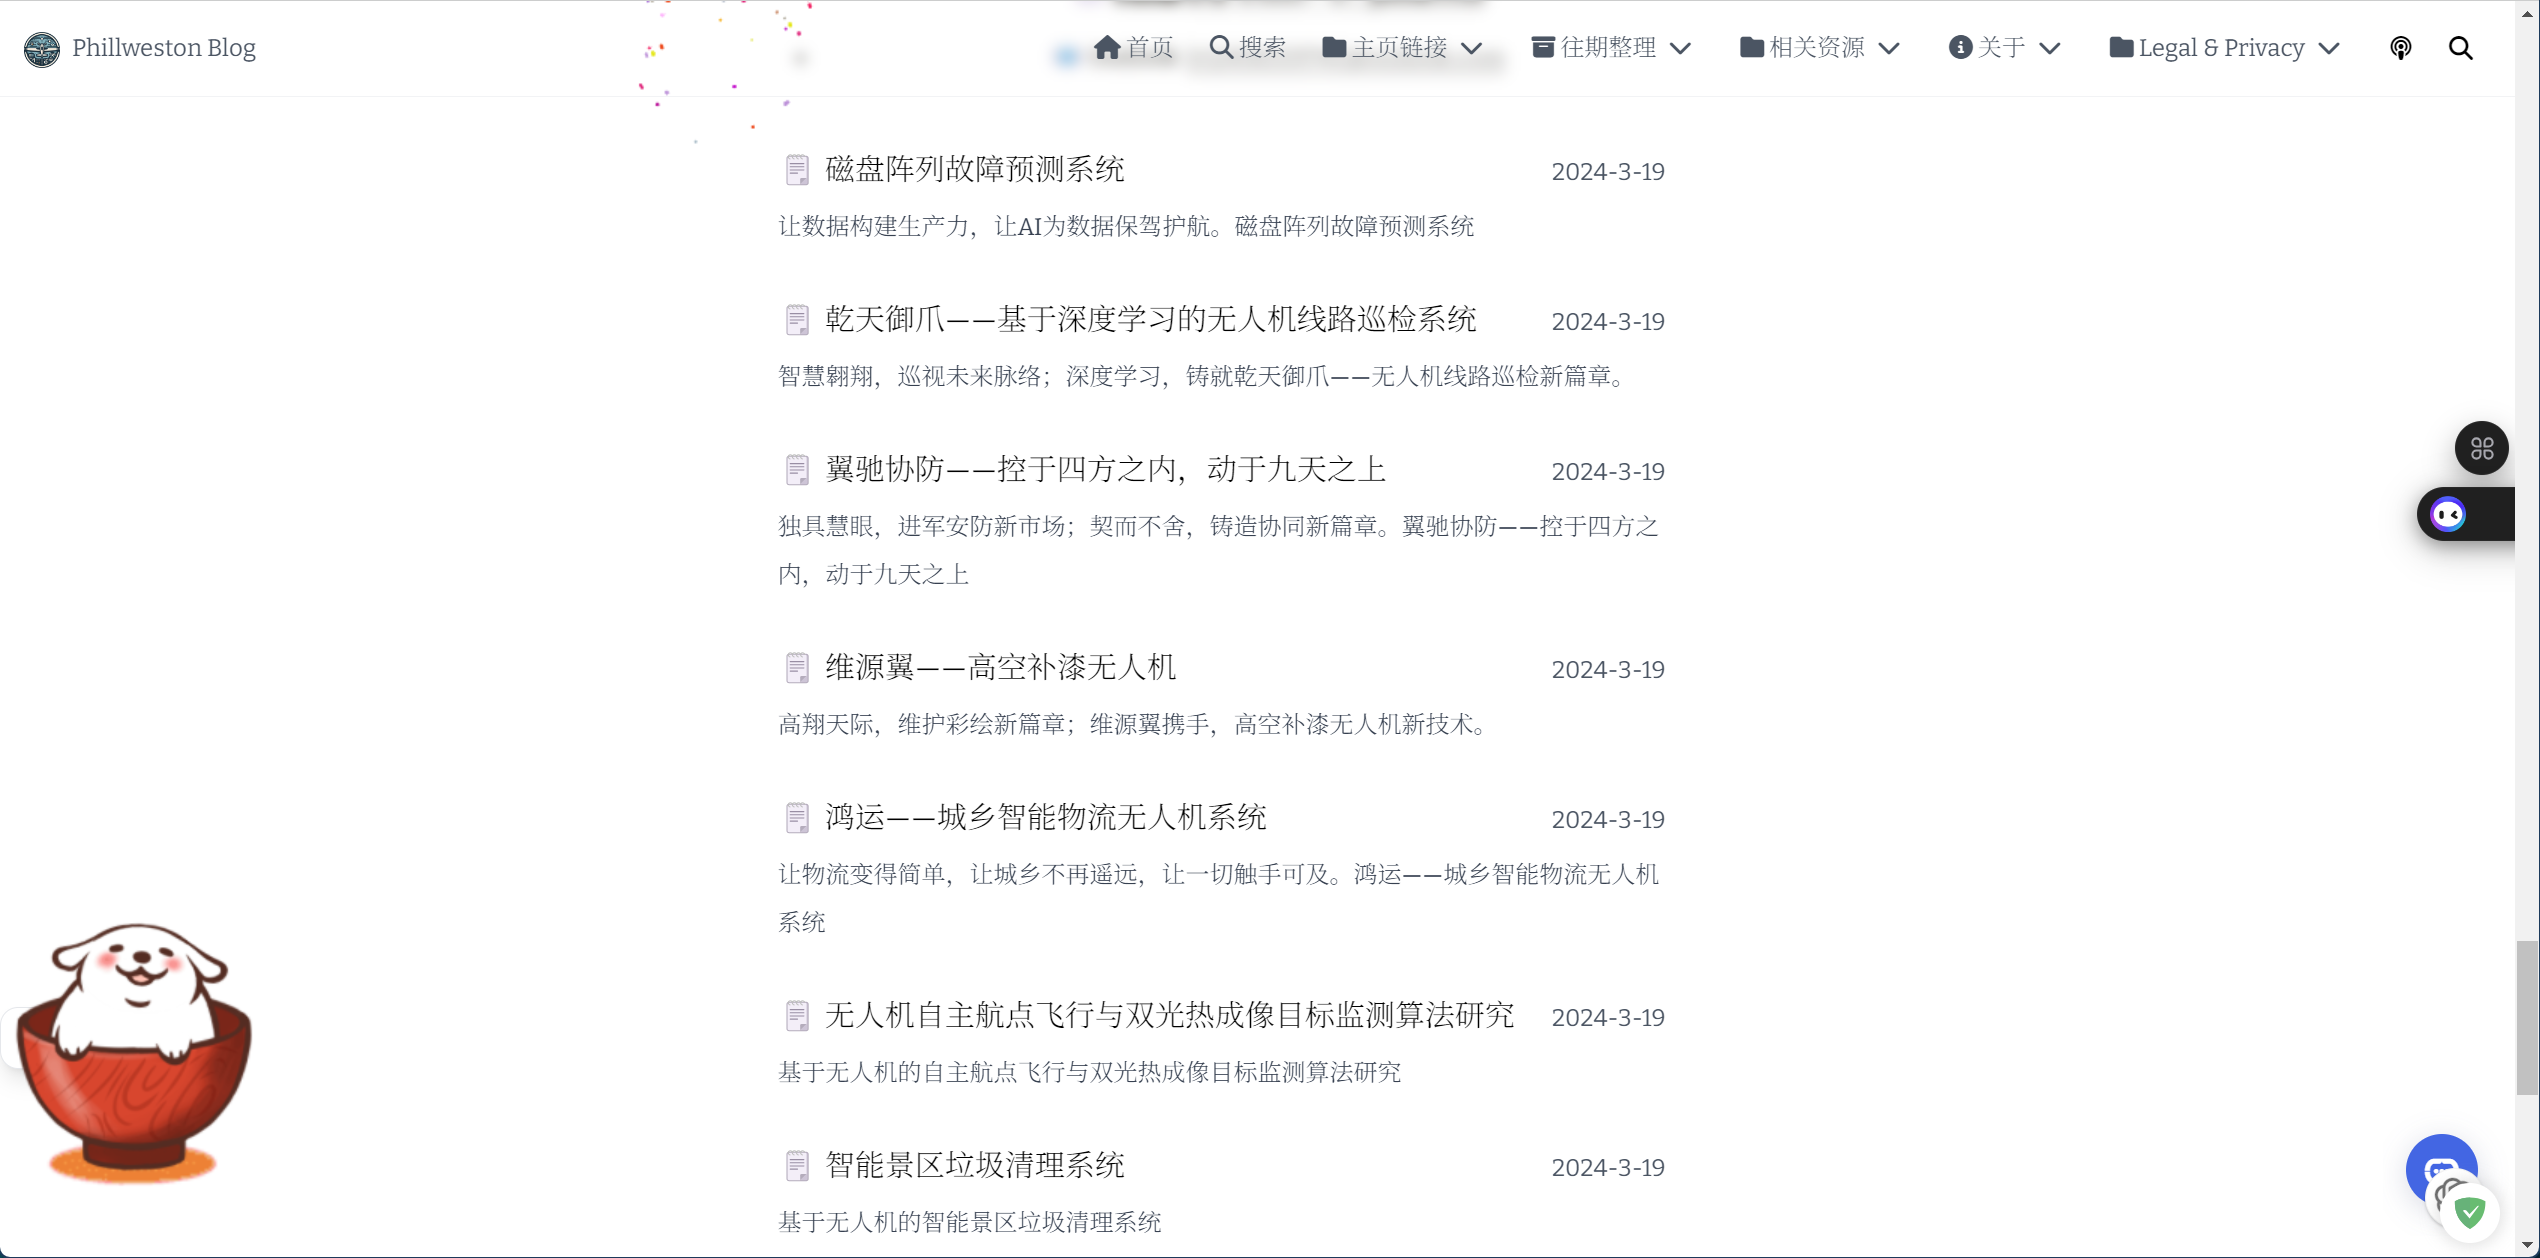 Phillweston Blog
首页
搜索
主页链接
往期整理
相关资源
关于
Legal & Privacy
磁盘阵列故障预测系统
2024-3-19
让数据构建生产力，让AI为数据保驾护航。磁盘阵列故障预测系统
乾天御爪——基于深度学习的无人机线路巡检系统
2024-3-19
智慧翱翔，巡视未来脉络；深度学习，铸就乾天御爪——无人机线路巡检新篇章。
翼驰协防——控于四方之内，动于九天之上
2024-3-19
独具慧眼，进军安防新市场；契而不舍，铸造协同新篇章。翼驰协防——控于四方之
内，动于九天之上
维源翼——高空补漆无人机
2024-3-19
高翔天际，维护彩绘新篇章；维源翼携手，高空补漆无人机新技术。
鸿运——城乡智能物流无人机系统
2024-3-19
让物流变得简单，让城乡不再遥远，让一切触手可及。鸿运——城乡智能物流无人机
系统
无人机自主航点飞行与双光热成像目标监测算法研究
2024-3-19
基于无人机的自主航点飞行与双光热成像目标监测算法研究
智能景区垃圾清理系统
2024-3-19
基于无人机的智能景区垃圾清理系统